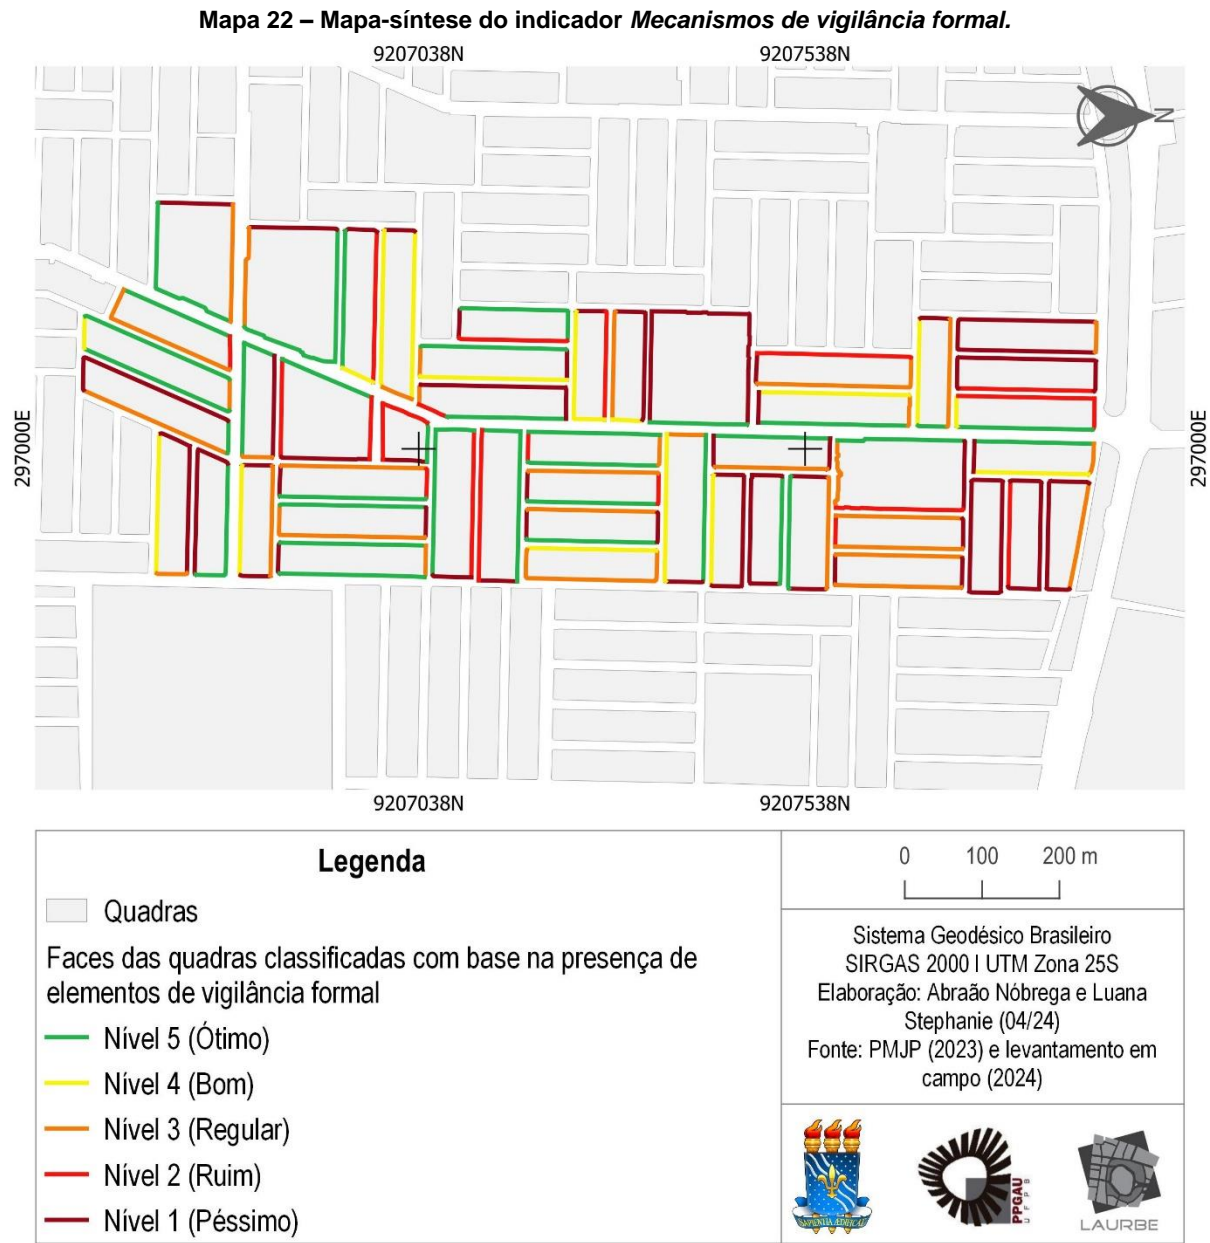 Mapa 22 – Mapa-síntese do indicador Mecanismos de vigilância formal.
9207038N
9207538N
N
297000E
297000E
9207038N
9207538N
Legenda
Quadras
Faces das quadras classificadas com base na presença de
elementos de vigilância formal
Nível 5 (Ótimo)
Nível 4 (Bom)
Nível 3 (Regular)
Nível 2 (Ruim)
Nível 1 (Péssimo)
0 100 200 m
Sistema Geodésico Brasileiro
SIRGAS 2000 I UTM Zona 25S
Elaboração: Abraão Nóbrega e Luana
Stephanie (04/24)
Fonte: PMJP (2023) e levantamento em
campo (2024)
SAPIENTIA ÆDIFICAT
PPGAU
UFPB
LAURBE